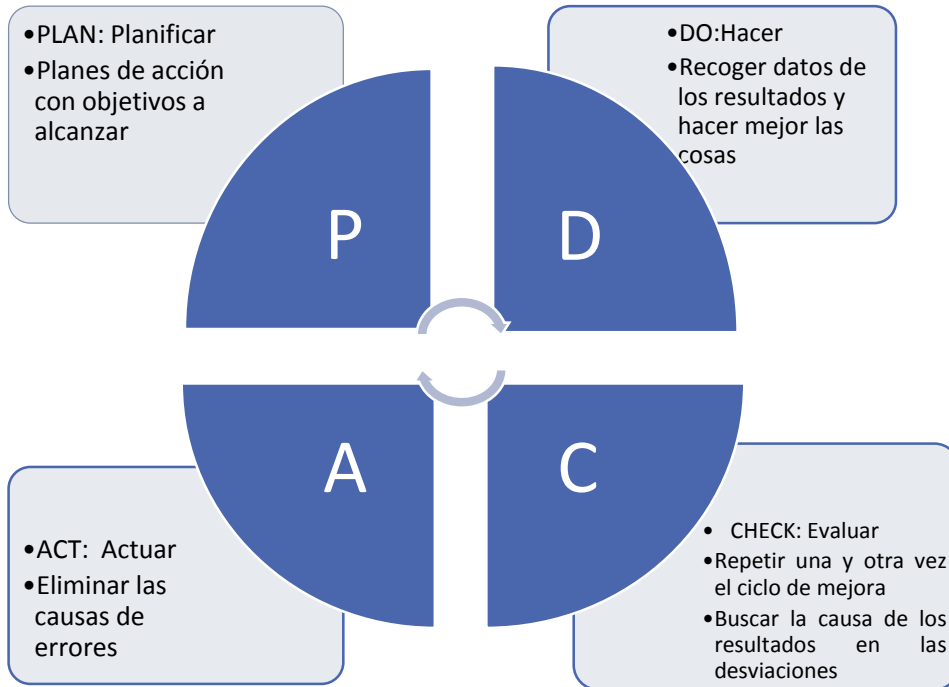 •PLAN: Planificar
•Planes de acción
con objetivos a
alcanzar
•DO:Hacer
•Recoger datos de
los resultados y
hacer mejor las
cosas
P
D
A
C
•ACT: Actuar
•Eliminar las
causas de
errores
• CHECK: Evaluar
•Repetir una y otra vez
el ciclo de mejora
•Buscar la causa de los
resultados en las
desviaciones